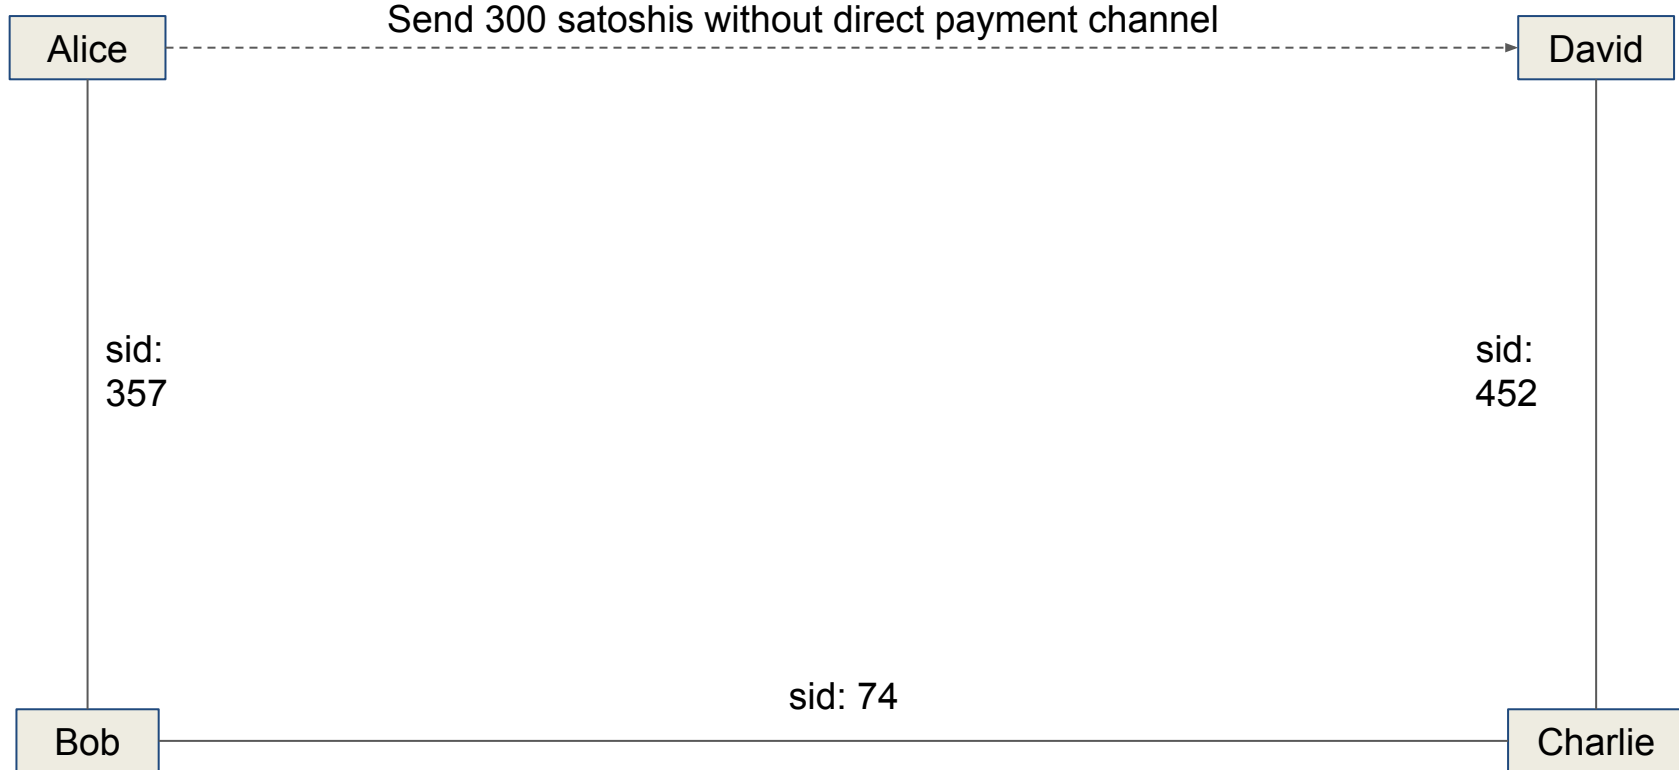 Send 300 satoshis without direct payment channel
Alice
David
sid:
357
sid:
452
sid: 74
Bob
Charlie